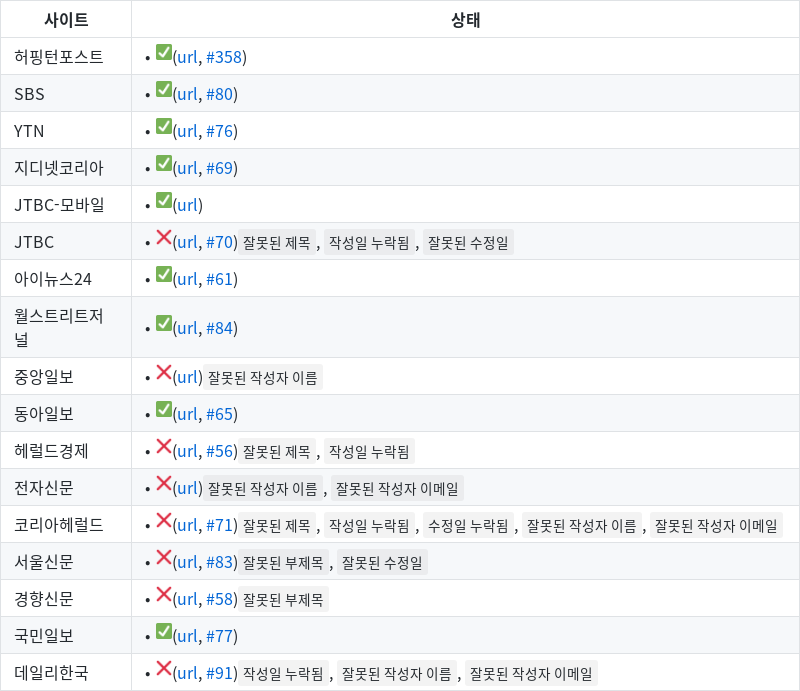 사이트 상태
허핑턴포스트 • ✅(url, #358)
SBS • ✅(url, #80)
YTN • ✅(url, #76)
지디넷코리아 • ✅(url, #69)
JTBC-모바일 • ✅(url)
JTBC • ❌(url, #70) 잘못된 제목 , 작성일 누락됨 , 잘못된 수정일
아이뉴스24 • ✅(url, #61)
월스트리트저
널 • ✅(url, #84)
중앙일보 • ❌(url) 잘못된 작성자 이름
동아일보 • ✅(url, #65)
헤럴드경제 • ❌(url, #56) 잘못된 제목 , 작성일 누락됨
전자신문 • ❌(url) 잘못된 작성자 이름 , 잘못된 작성자 이메일
코리아헤럴드 • ❌(url, #71) 잘못된 제목 , 작성일 누락됨 , 수정일 누락됨 , 잘못된 작성자 이름 , 잘못된 작성자 이메일
서울신문 • ❌(url, #83) 잘못된 부제목 , 잘못된 수정일
경향신문 • ❌(url, #58) 잘못된 부제목
국민일보 • ✅(url, #77)
데일리한국 • ❌(url, #91) 작성일 누락됨 , 잘못된 작성자 이름 , 잘못된 작성자 이메일